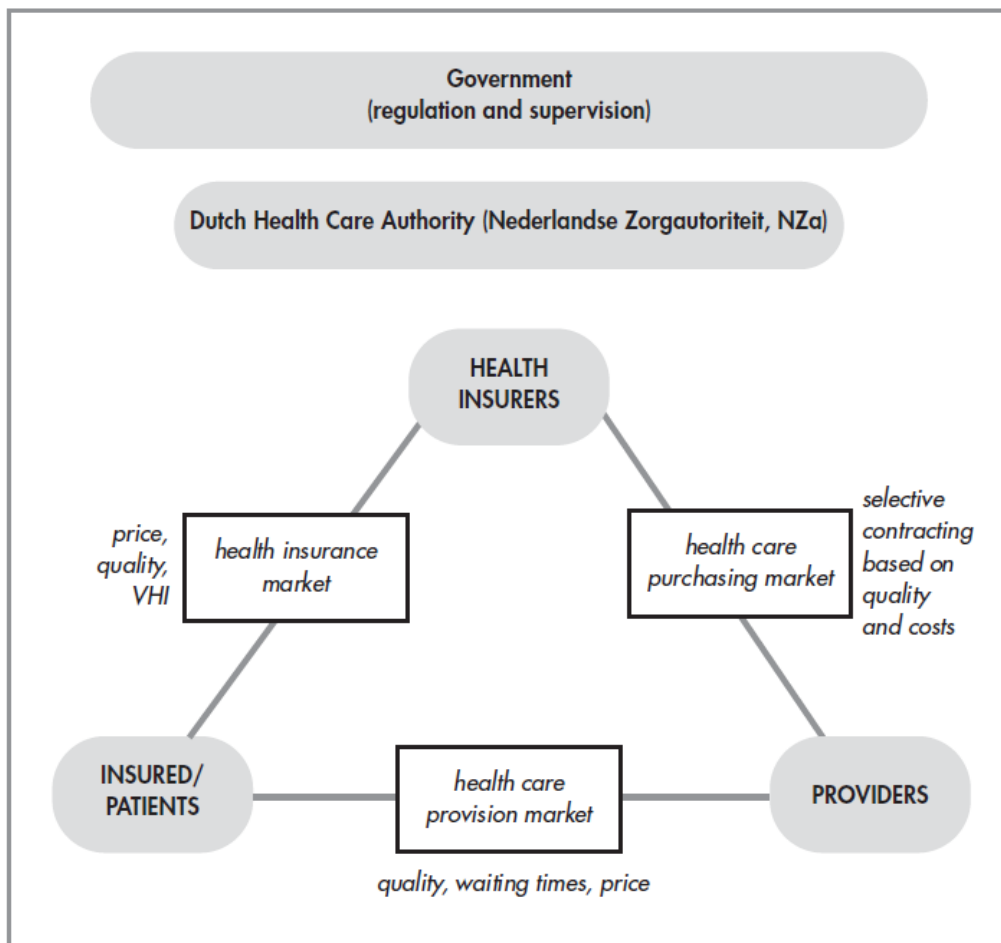 Government
(regulation and supervision)
Dutch Health Care Authority (Nederlandse Zorgautoriteit, NZa)
HEALTH
INSURERS
price,
quality,
VHI
health insurance
market
health care
purchasing market
selective
contracting
based on
quality
and costs
INSURED/
PATIENTS
health care
provision market
PROVIDERS
quality, waiting times, price